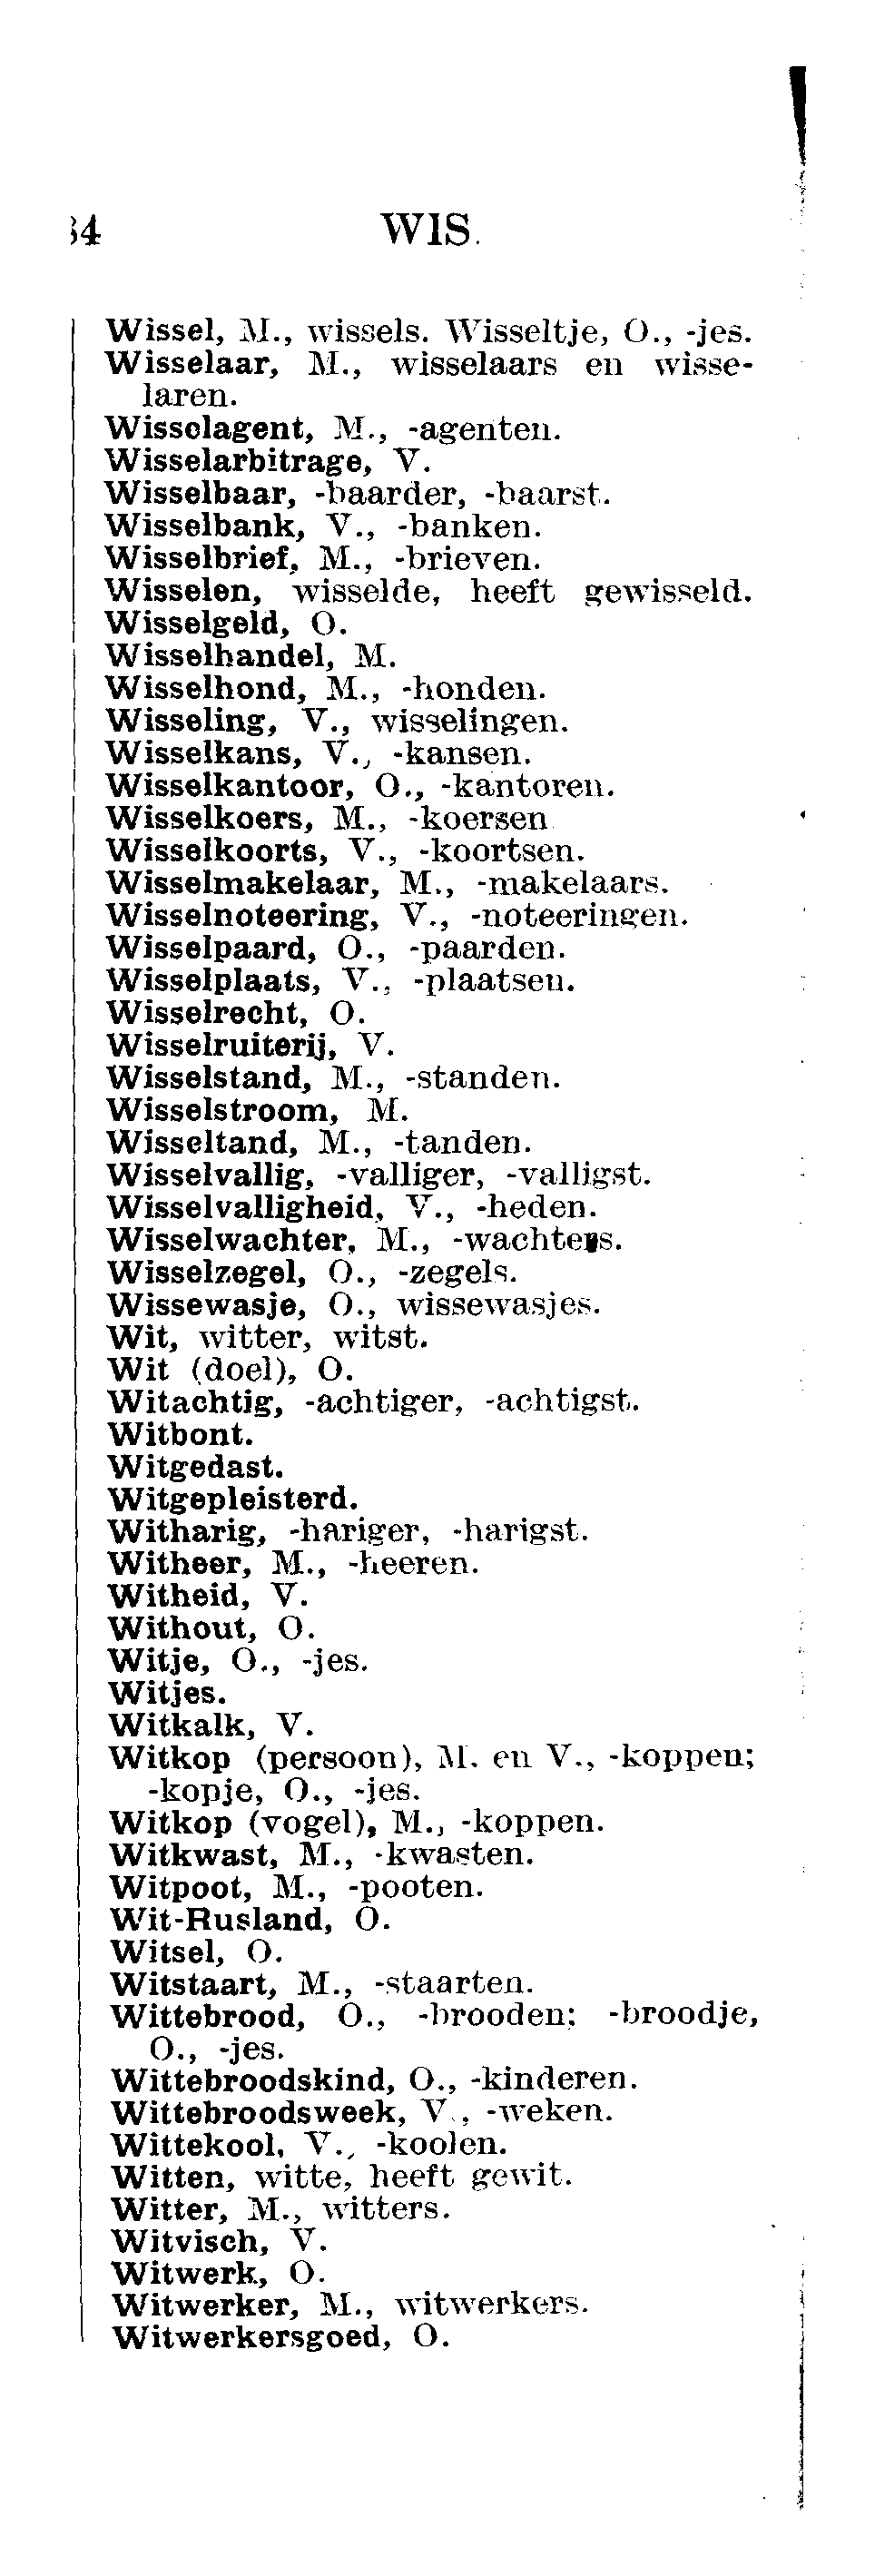 34 WIS.
Wissel, M., wissels. Wisseltje, O., -jes.
Wisselaar, M., wisselaars en wisse-
laren.
Wisselagent, M., -agenten.
Wisselarbitrage, V.
Wisselbaar, -baarder, -baarst.
Wisselbank, V., -banken.
Wisselbrief, M., -brieven.
Wisselen, wisselde, heeft gewisseld.
Wisselgeld, O.
Wisselhandel, M.
Wisselhond, M., -honden.
Wisseling, V., wisselingen.
Wisselkans, V., -kansen.
Wisselkantoor, O., -kantoren.
Wisselkoers, M., -koersen
Wisselkoorts, V., -koortsen.
Wisselmakelaar, M., -makelaars.
Wisselnoteering, V., -noteeringen.
Wisselpaard, O., -paarden.
Wisselplaats, V., -plaatsen.
Wisselrecht, O.
Wisselruiterij, V.
Wisselstand, M., -standen.
Wisselstroom, M.
Wisseltand, M., -tanden.
Wisselvallig, -valliger, -valligst.
Wisselvalligheid, V., -heden.
Wisselwachter, M., -wachters.
Wisselzegel, O., -zegels.
Wissewasje, O., wissewasjes.
Wit, witter, witst.
Wit (doel), O.
Witachtig, -achtiger, -achtigst.
Witbont.
Witgedast.
Witgepleisterd.
Witharig, -hariger, -harigst.
Witheer, M., -heeren.
Witheid, V.
Without, O.
Witje, O., -jes.
Witjes.
Witkalk, V.
Witkop (persoon), M. en V., -koppen;
-kopje, O., -jes.
Witkop (vogel), M., -koppen.
Witkwast, M., -kwasten.
Witpoot, M., -pooten.
Wit-Rusland, O.
Witsel, O.
Witstaart, M., -staarten.
Wittebrood, O., -brooden; -broodje,
O., -jes.
Wittebroodskind, O., -kinderen.
Wittebroodsweek, V., -weken.
Wittekool, V., -koolen.
Witten, witte, heeft gewit.
Witter, M., witters.
Witvisch, V.
Witwerk, O.
Witwerker, M., witwerkers.
Witwerkersgoed, O.